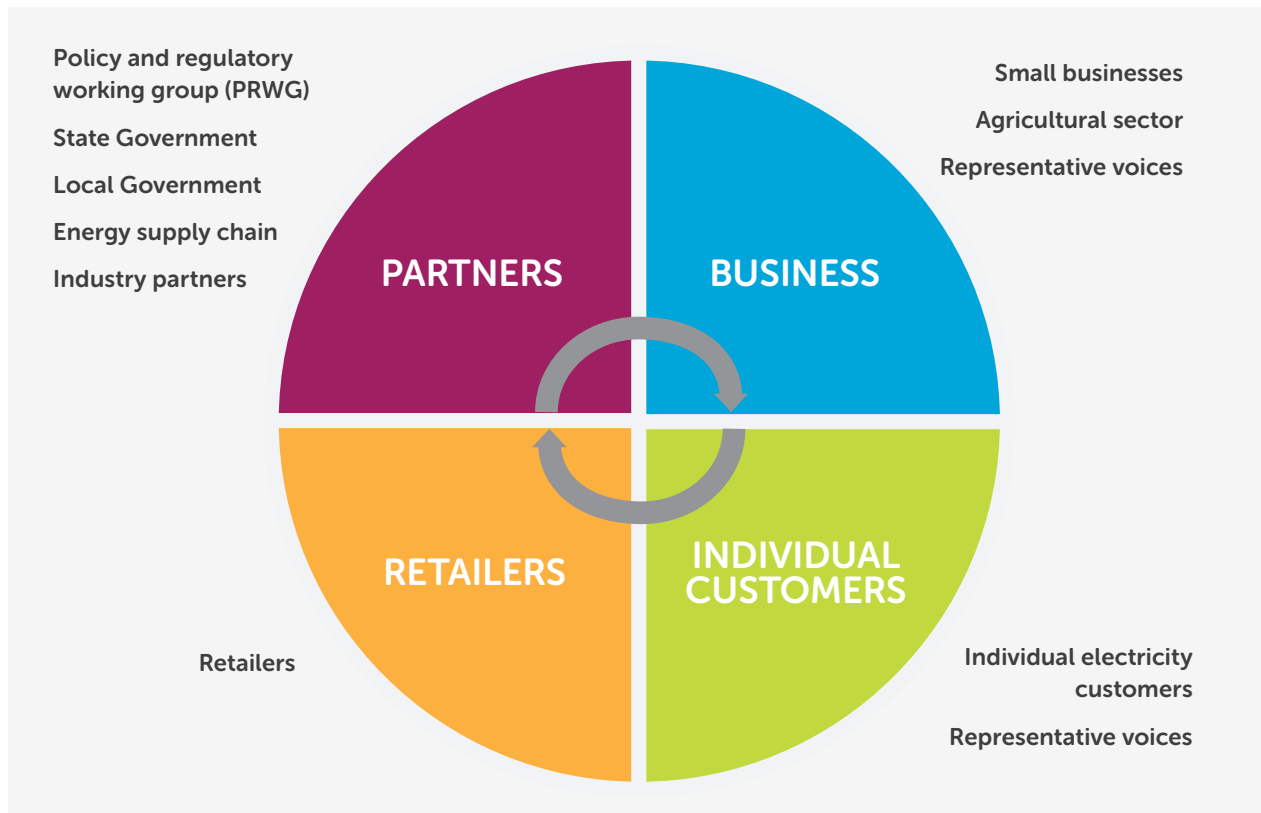 Policy and regulatory
working group (PRWG)
State Government
Local Government
Energy supply chain
Industry partners
Small businesses
Agricultural sector
Representative voices
PARTNERS
BUSINESS
RETAILERS
INDIVIDUAL
CUSTOMERS
Retailers
Individual electricity
customers
Representative voices